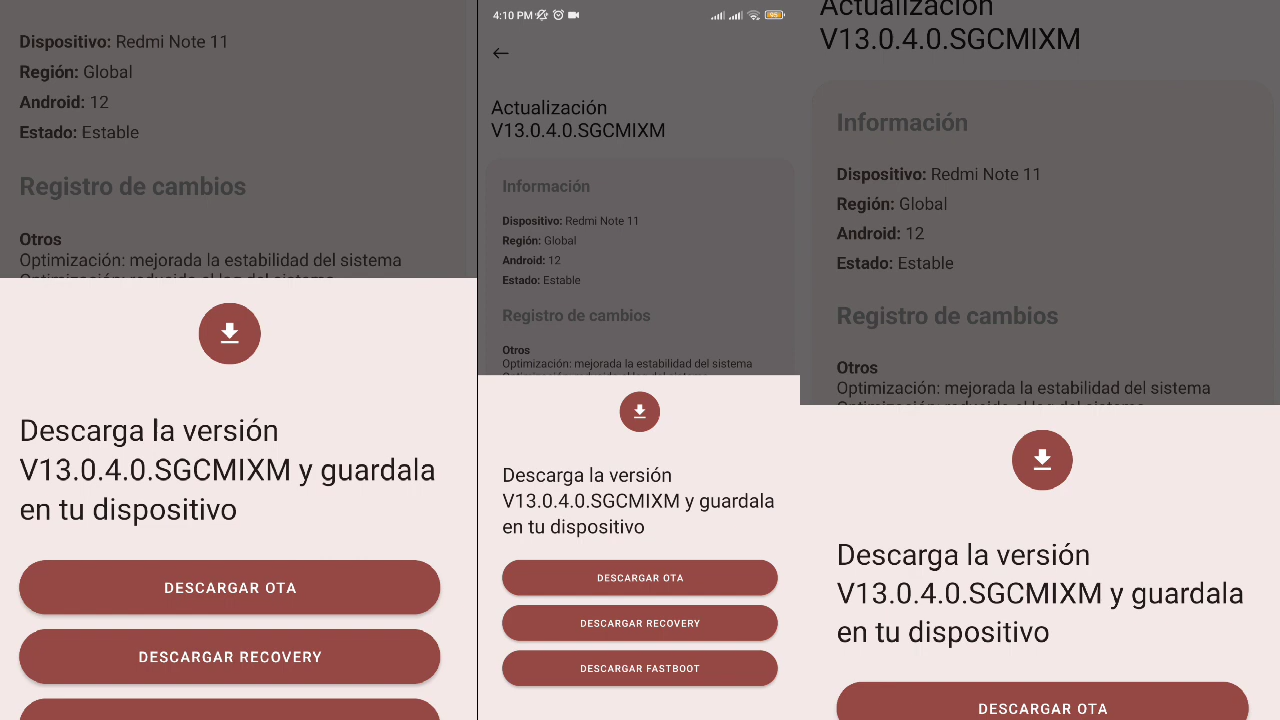 Dispositivo: Redmi Note 11
Región: Global
Android: 12
Estado: Estable
Registro de cambios
Otros
Optimización: mejorada la estabilidad del sistema
Descarga la versión
V13.0.4.0.SGCMIXM y guardala
en tu dispositivo
DESCARGAR OTA
DESCARGAR RECOVERY
4:10 PM
95
Actualización
V13.0.4.0.SGCMIXM
Información
Dispositivo: Redmi Note 11
Región: Global
Android: 12
Estado: Estable
Registro de cambios
Otros
Optimización: mejorada la estabilidad del sistema
Descarga la versión
V13.0.4.0.SGCMIXM y guardala
en tu dispositivo
DESCARGAR OTA
DESCARGAR RECOVERY
DESCARGAR FASTBOOT
Actualización
V13.0.4.0.SGCMIXM
Información
Dispositivo: Redmi Note 11
Región: Global
Android: 12
Estado: Estable
Registro de cambios
Otros
Optimización: mejorada la estabilidad del sistema
Descarga la versión
V13.0.4.0.SGCMIXM y guardala
en tu dispositivo
DESCARGAR OTA